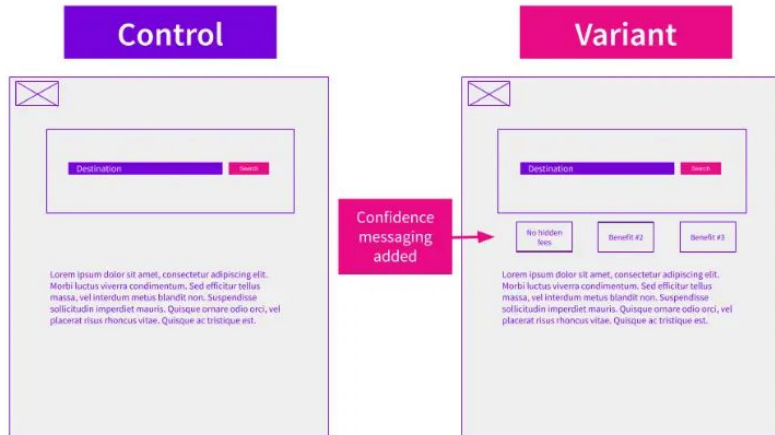 Control
Variant
Destination
Search
Destination
Search
Confidence
messaging
added
No hidden
fees
Benefit #2
Benefit #3
Lorem ipsum dolor sit amet, consectetur adipiscing elit.
Morbi luctus viverra condimentum. Sed efficitur tellus
massa, vel interdum metus blandit non. Suspendisse
sollicitudin imperdiet mauris. Quisque ornare odio orci, vel
placerat risus rhoncus vitae. Quisque ac tristique est.
Lorem ipsum dolor sit amet, consectetur adipiscing elit.
Morbi luctus viverra condimentum. Sed efficitur tellus
massa, vel interdum metus blandit non. Suspendisse
sollicitudin imperdiet mauris. Quisque ornare odio orci, vel
placerat risus rhoncus vitae. Quisque ac tristique est.